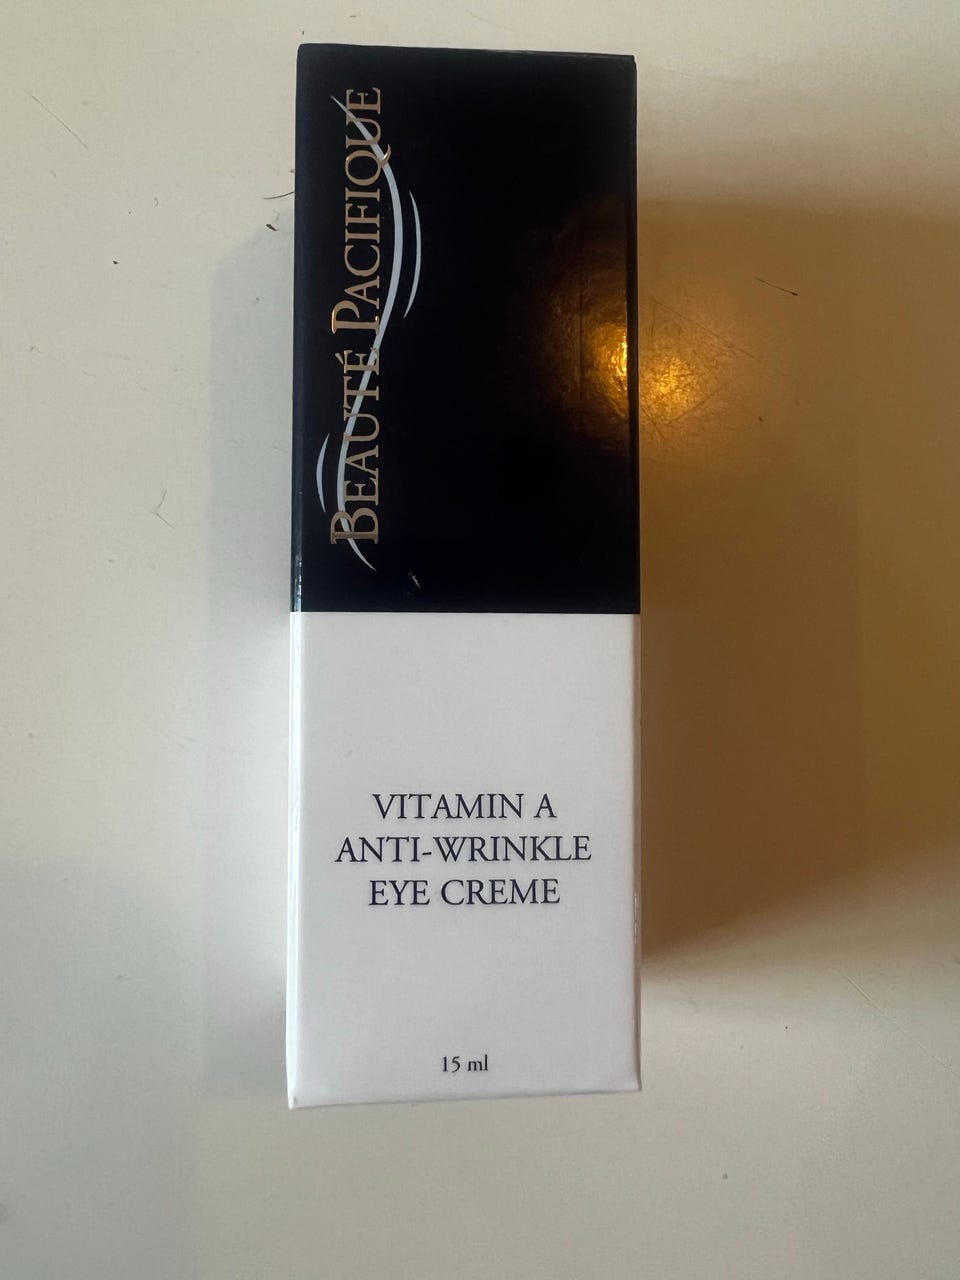 BEAUTÉ PACIFIQUE
VITAMIN A
ANTI-WRINKLE
EYE CREME
15 ml